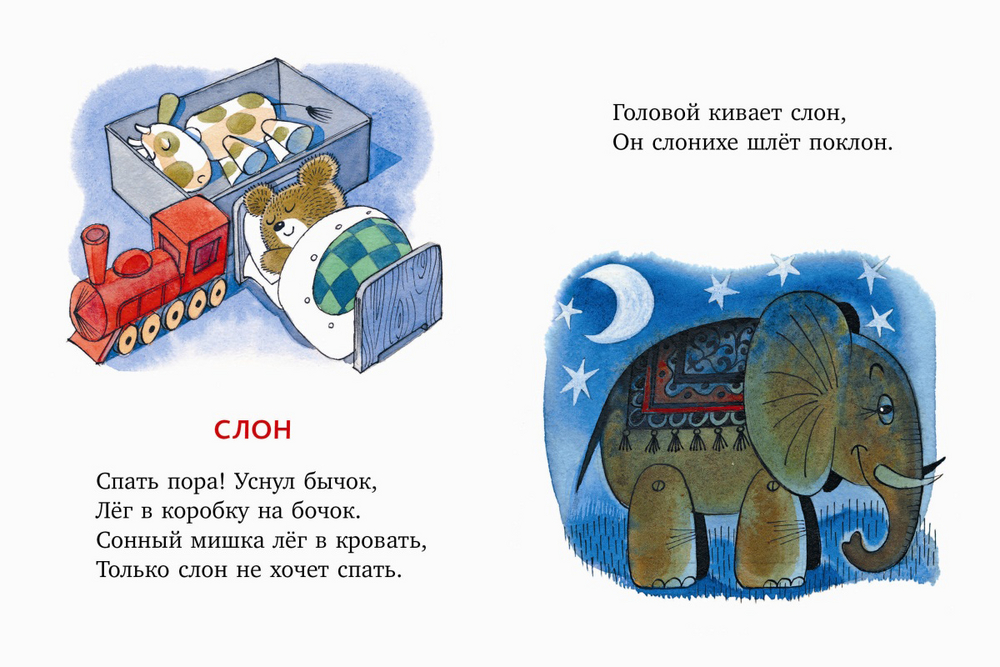 СЛОН
Спать пора! Уснул бычок,
Лёг в коробку на бочок.
Сонный мишка лёг в кровать,
Только слон не хочет спать.
Головой кивает слон,
Он слонихе шлёт поклон.